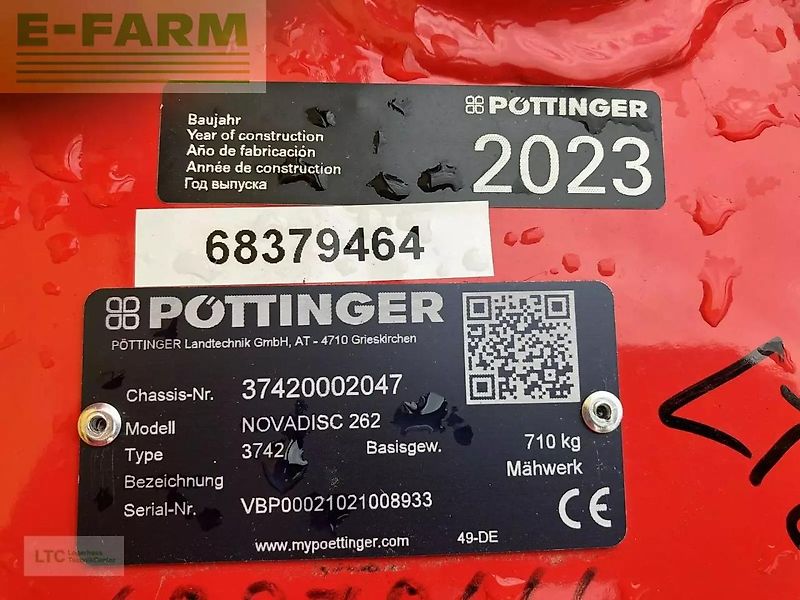 E-FARM
Baujahr
Year of construction
Año de fabricación
Année de construction
Год выпуска
PÖTTINGER
2023
68379464
PÖTTINGER
PÖTTINGER Landtechnik GmbH, AT - 4710 Grieskirchen
Chassis-Nr. 37420002047
Modell NOVADISC 262
Type 3742 Basisgew. 710 kg
Bezeichnung Mähwerk
Serial-Nr. VBP00021021008933
CE
www.mypoettinger.com 49-DE
LTC Lagerhaus TechnikCenter